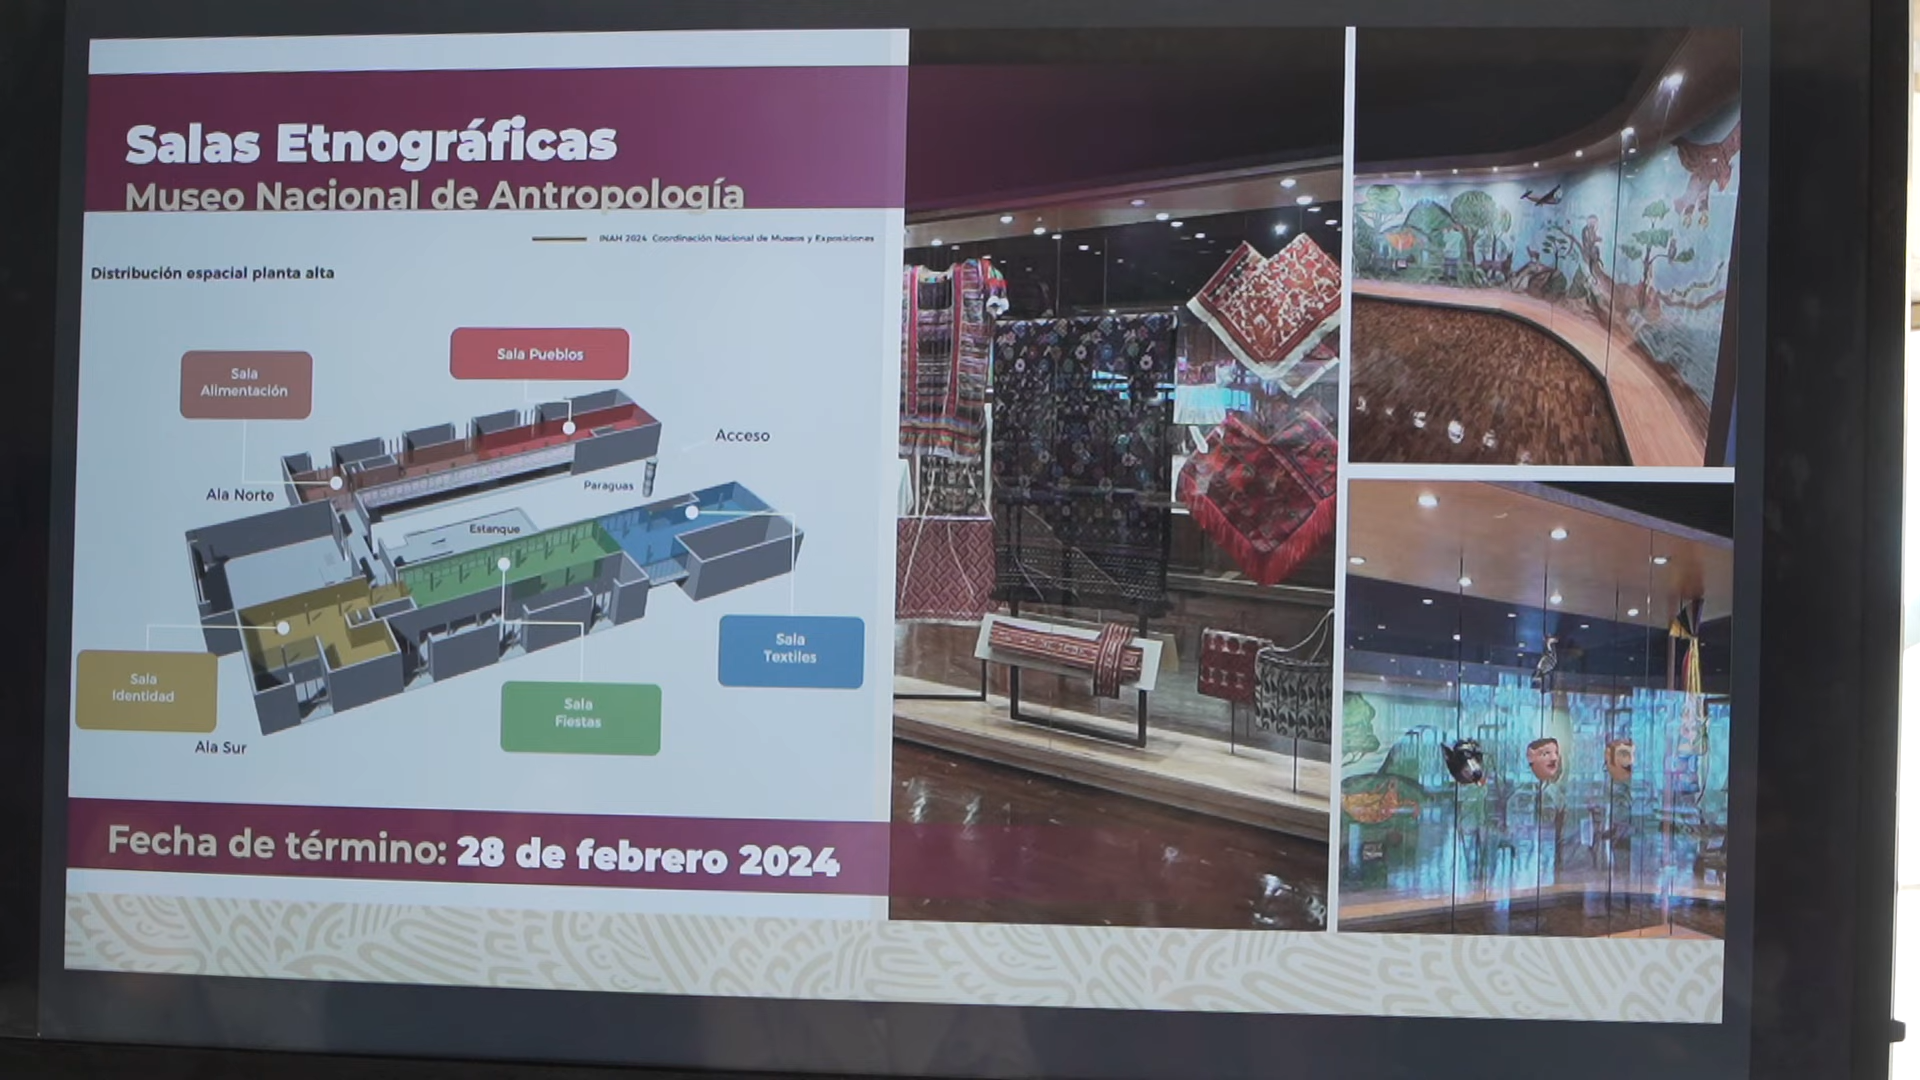 Salas Etnográficas
Museo Nacional de Antropología
INAH 2024 Coordinación Nacional de Museos y Exposiciones
Distribución espacial planta alta
Sala
Alimentación
Sala Pueblos
Acceso
Ala Norte
Paraguas
Estanque
Sala
Identidad
Sala
Textiles
Sala
Fiestas
Ala Sur
Fecha de término: 28 de febrero 2024